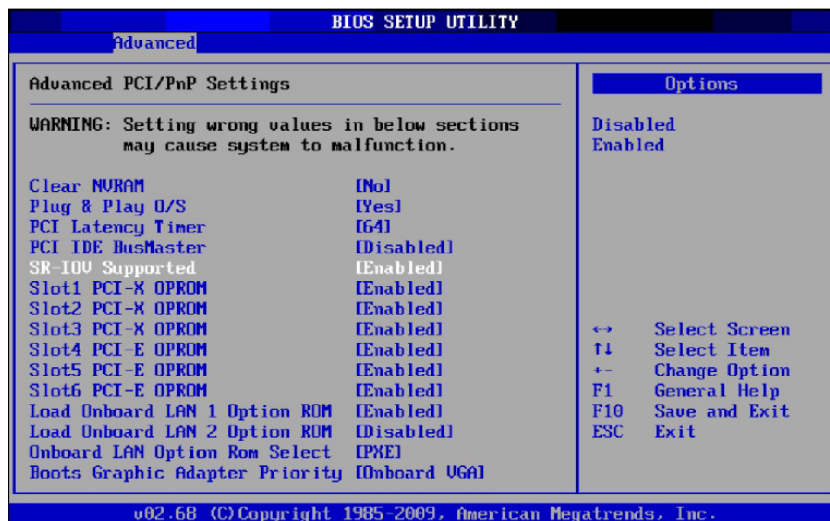 BIOS SETUP UTILITY
Advanced
Advanced PCI/PnP Settings
WARNING: Setting wrong values in below sections
may cause system to malfunction.
Clear NVRAM [No]
Plug & Play O/S [Yes]
PCI Latency Timer [64]
PCI IDE BusMaster [Disabled]
SR-IOV Supported [Enabled]
Slot1 PCI-X OPROM [Enabled]
Slot2 PCI-X OPROM [Enabled]
Slot3 PCI-X OPROM [Enabled]
Slot4 PCI-E OPROM [Enabled]
Slot5 PCI-E OPROM [Enabled]
Slot6 PCI-E OPROM [Enabled]
Load Onboard LAN 1 Option ROM [Enabled]
Load Onboard LAN 2 Option ROM [Disabled]
Onboard LAN Option Rom Select [PXE]
Boots Graphic Adapter Priority [Onboard VGA]
Options
Disabled
Enabled
↔ Select Screen
↑↓ Select Item
+- Change Option
F1 General Help
F10 Save and Exit
ESC Exit
v02.68 (C)Copyright 1985-2009, American Megatrends, Inc.